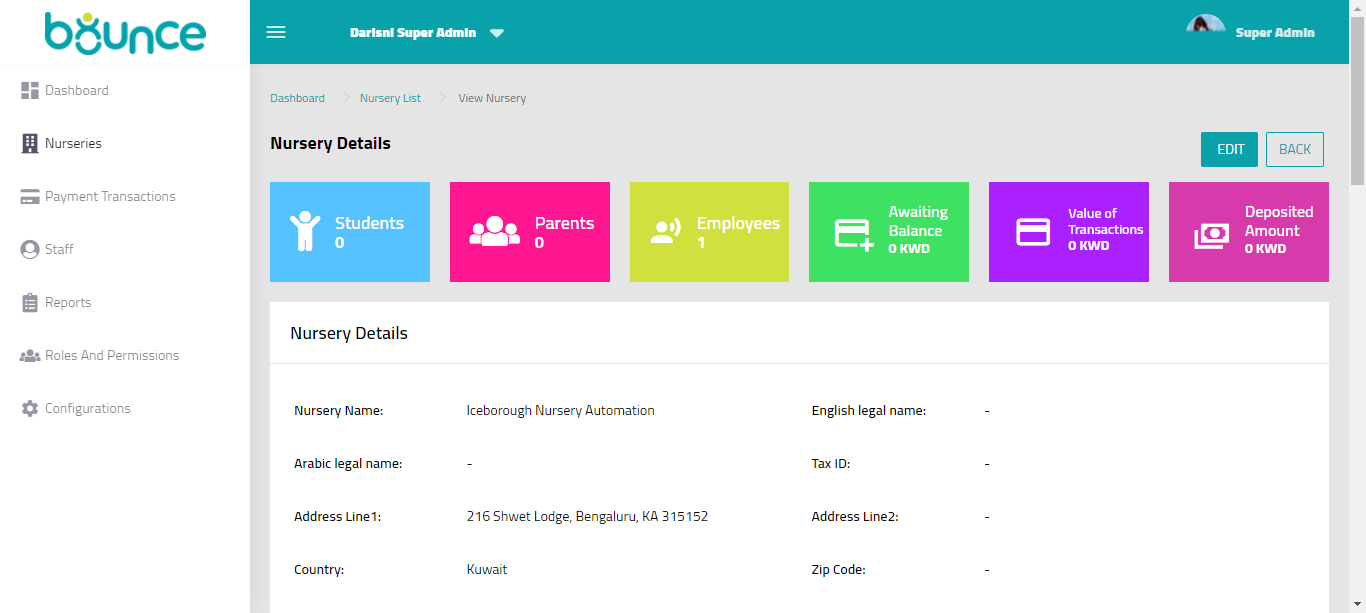 bounce
Darisni Super Admin
Super Admin
Dashboard
Nurseries
Payment Transactions
Staff
Reports
Roles And Permissions
Configurations
Dashboard Nursery List View Nursery
Nursery Details
EDIT BACK
Students
0
Parents
0
Employees
1
Awaiting
Balance
0 KWD
Value of
Transactions
0 KWD
Deposited
Amount
0 KWD
Nursery Details
Nursery Name: Iceborough Nursery Automation English legal name: -
Arabic legal name: - Tax ID: -
Address Line1: 216 Shwet Lodge, Bengaluru, KA 315152 Address Line2: -
Country: Kuwait Zip Code: -